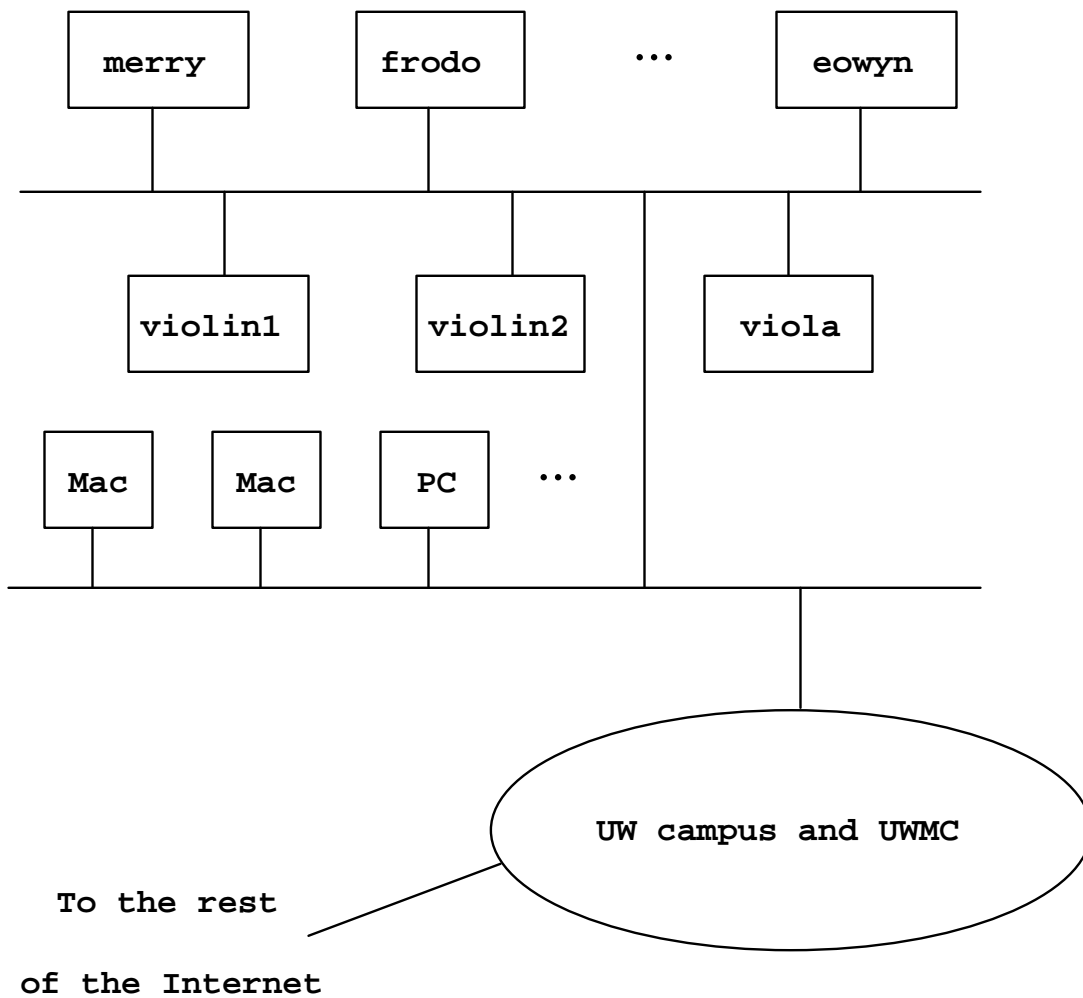 merry frodo ... eowyn
violin1 violin2 viola
Mac Mac PC ...
UW campus and UWMC
To the rest
of the Internet